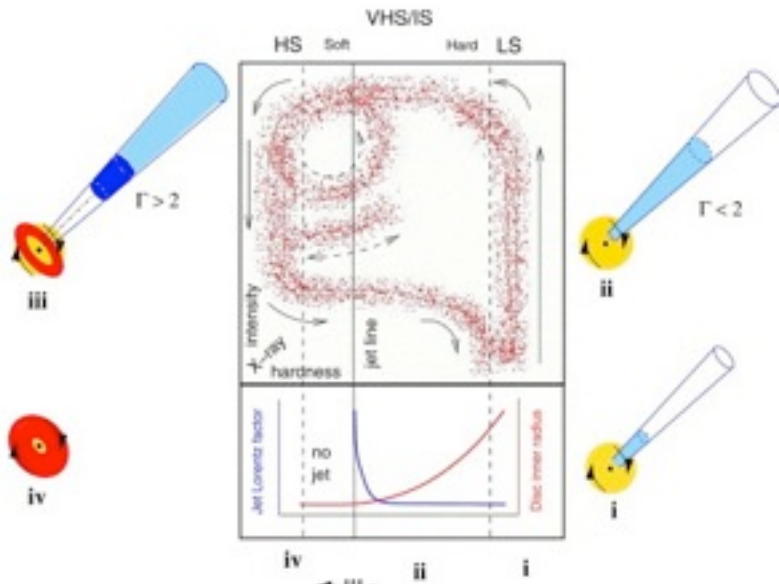 VHS/IS
HS Soft Hard LS
Γ > 2
Γ < 2
iii
ii
X-ray intensity
jet line
hardness
Jet Lorentz factor
no
jet
Disc inner radius
iv
i
iv ii i
iii